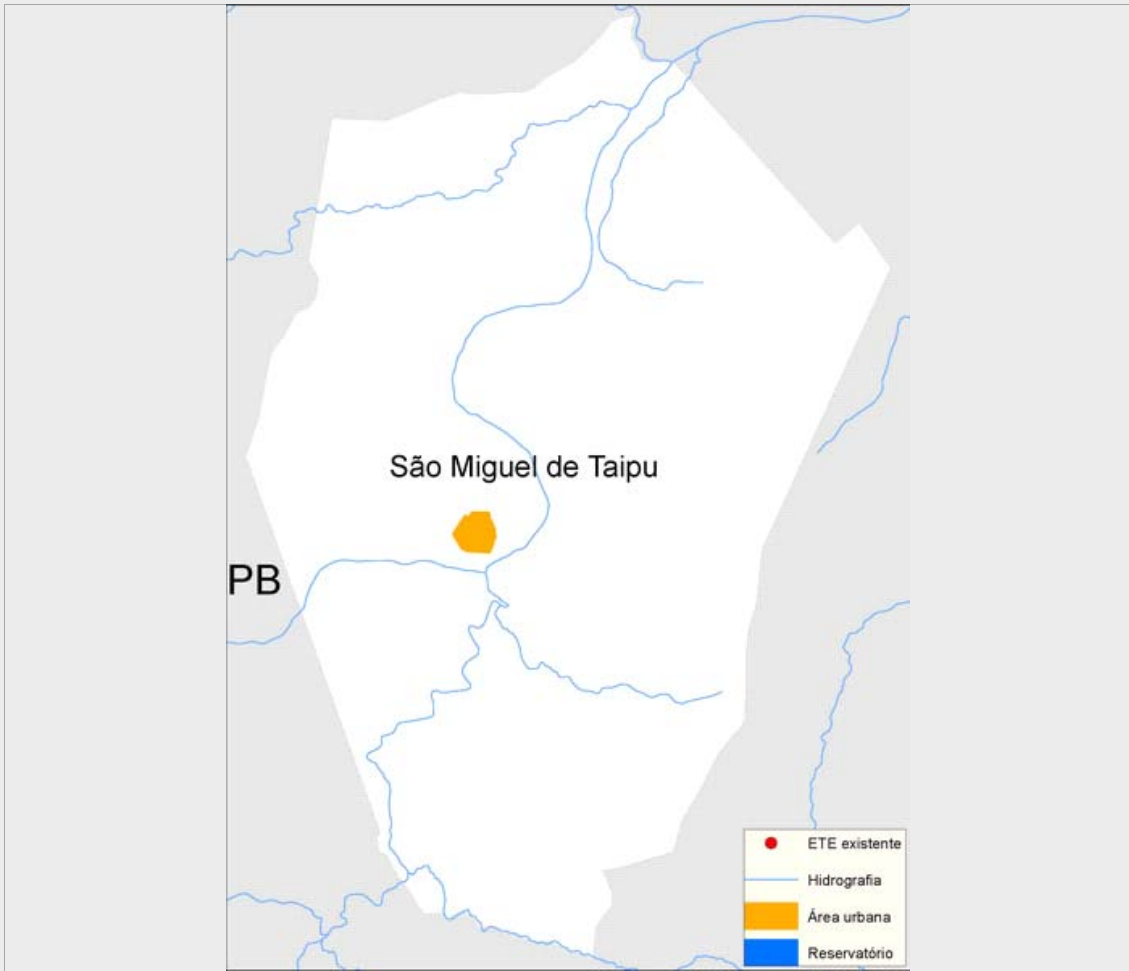 São Miguel de Taipu
PB
ETE existente
Hidrografia
Área urbana
Reservatório